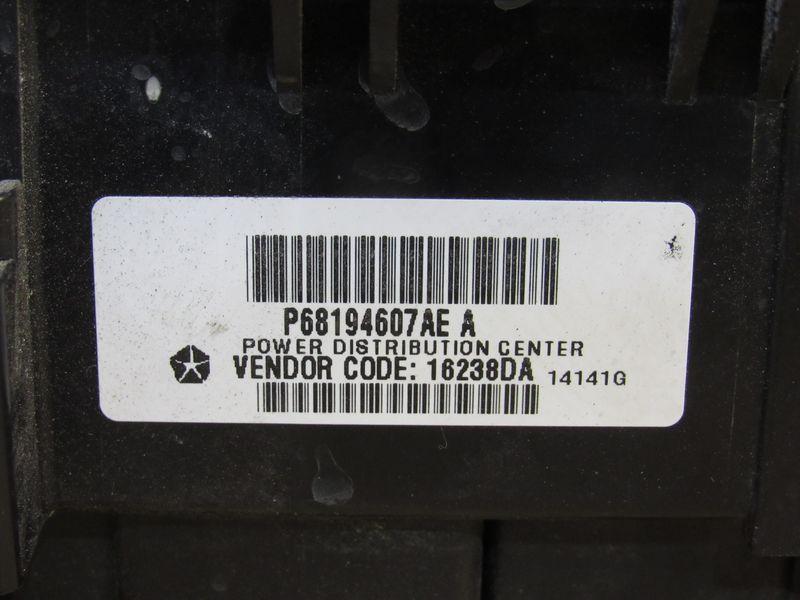 P68194607AE A
POWER DISTRIBUTION CENTER
VENDOR CODE: 16238DA 14141G